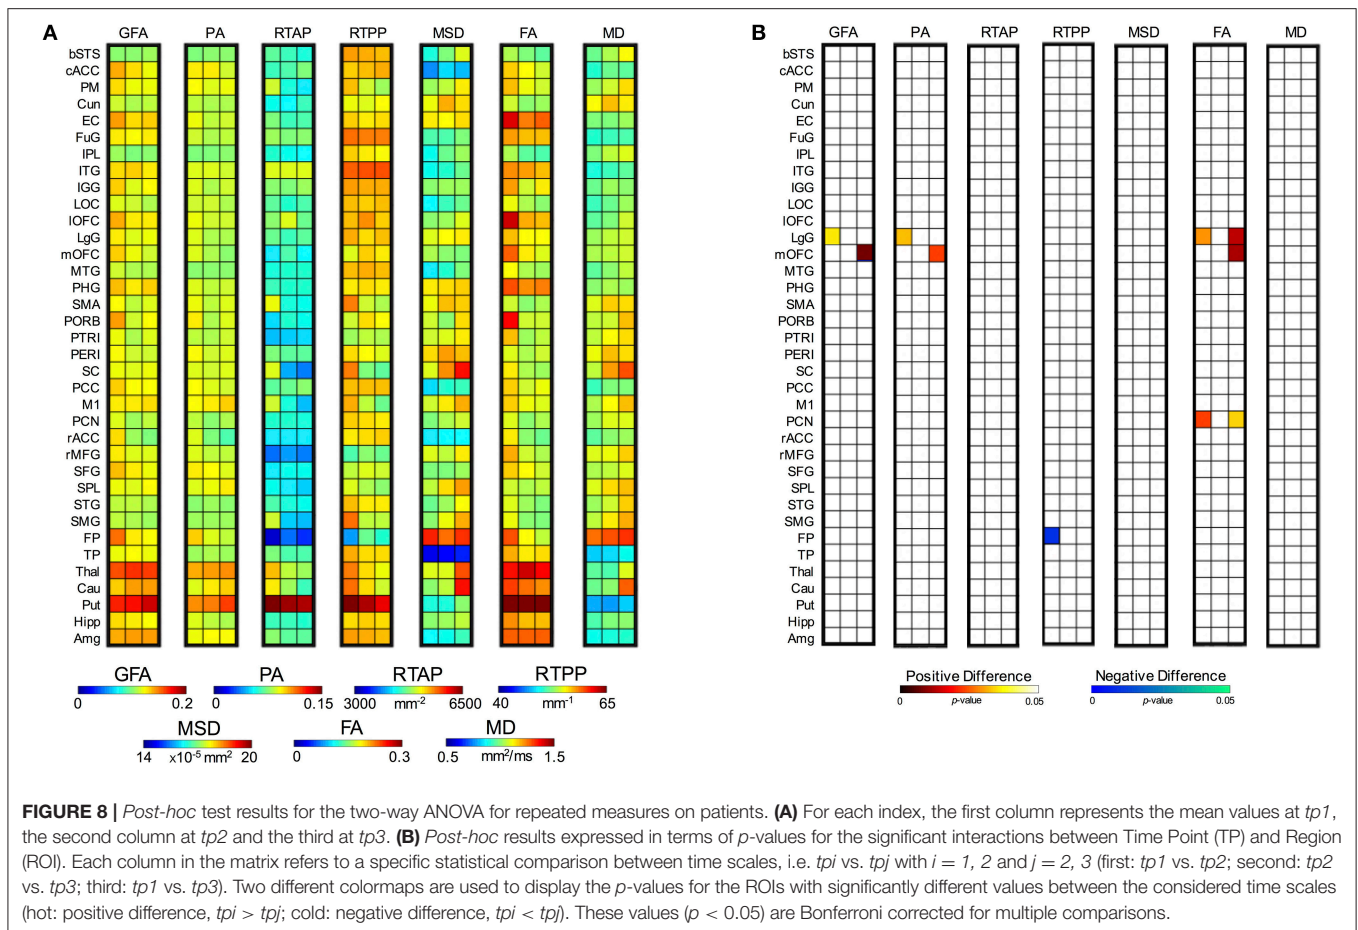 A
GFA PA RTAP RTPP MSD FA MD
bSTS
cACC
PM
Cun
EC
FuG
IPL
ITG
IGG
LOC
lOFC
LgG
mOFC
MTG
PHG
SMA
PORB
PTRI
PERI
SC
PCC
M1
PCN
rACC
rMFG
SFG
SPL
STG
SMG
FP
TP
Thal
Cau
Put
Hipp
Amg
GFA PA RTAP RTPP
0 0.2 0 0.15 3000 mm-2 6500 40 mm-1 65
MSD FA MD
14 x10-5 mm2 20 0 0.3 0.5 mm2/ms 1.5
B
GFA PA RTAP RTPP MSD FA MD
bSTS
cACC
PM
Cun
EC
FuG
IPL
ITG
IGG
LOC
lOFC
LgG
mOFC
MTG
PHG
SMA
PORB
PTRI
PERI
SC
PCC
M1
PCN
rACC
rMFG
SFG
SPL
STG
SMG
FP
TP
Thal
Cau
Put
Hipp
Amg
Positive Difference Negative Difference
0 p-value 0.05 0 p-value 0.05
FIGURE 8 | Post-hoc test results for the two-way ANOVA for repeated measures on patients. (A) For each index, the first column represents the mean values at tp1,
the second column at tp2 and the third at tp3. (B) Post-hoc results expressed in terms of p-values for the significant interactions between Time Point (TP) and Region
(ROI). Each column in the matrix refers to a specific statistical comparison between time scales, i.e. tpi vs. tpj with i = 1, 2 and j = 2, 3 (first: tp1 vs. tp2; second: tp2
vs. tp3; third: tp1 vs. tp3). Two different colormaps are used to display the p-values for the ROIs with significantly different values between the considered time scales
(hot: positive difference, tpi > tpj; cold: negative difference, tpi < tpj). These values (p < 0.05) are Bonferroni corrected for multiple comparisons.